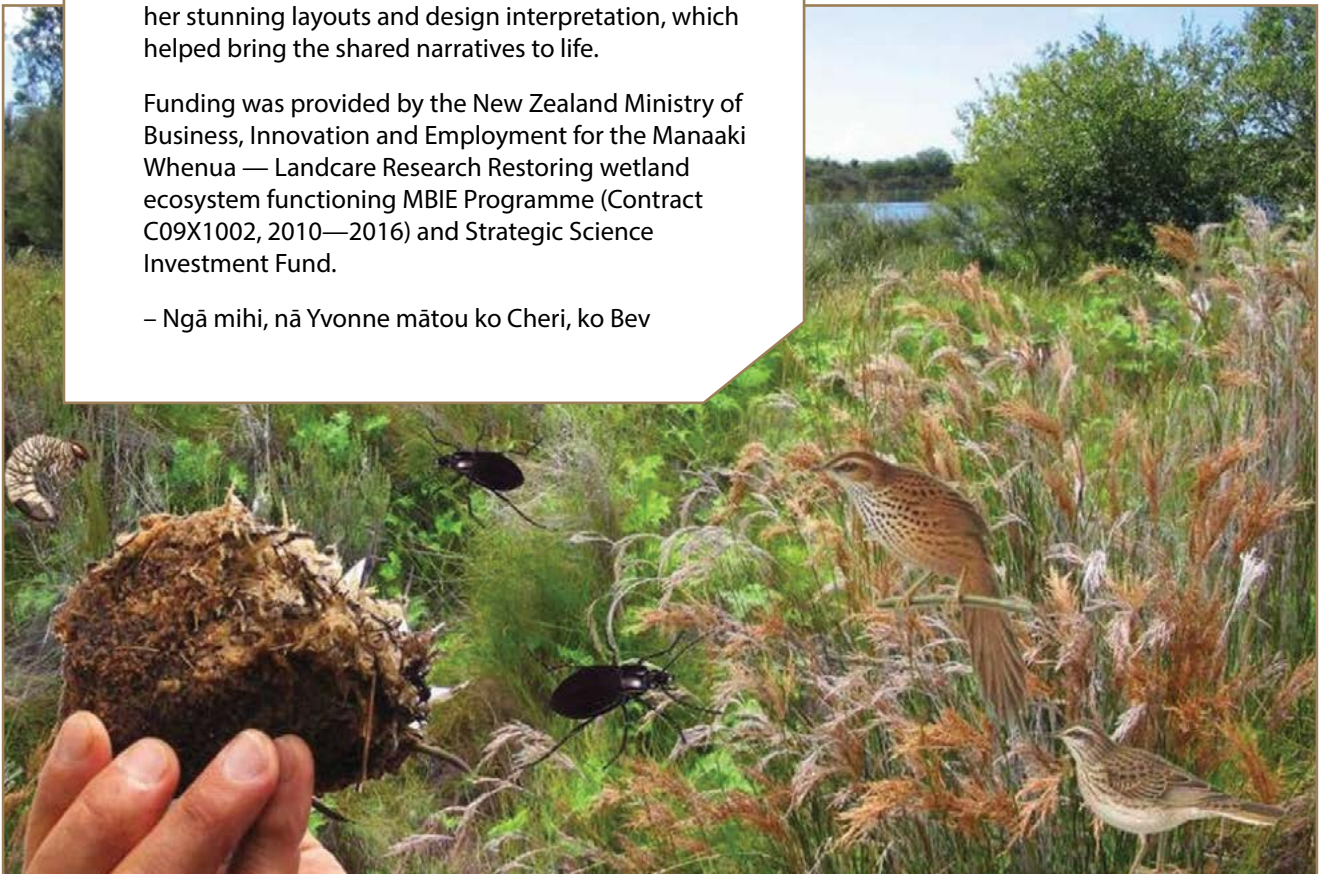 her stunning layouts and design interpretation, which
helped bring the shared narratives to life.
Funding was provided by the New Zealand Ministry of
Business, Innovation and Employment for the Manaaki
Whenua — Landcare Research Restoring wetland
ecosystem functioning MBIE Programme (Contract
C09X1002, 2010—2016) and Strategic Science
Investment Fund.
– Ngā mihi, nā Yvonne mātou ko Cheri, ko Bev